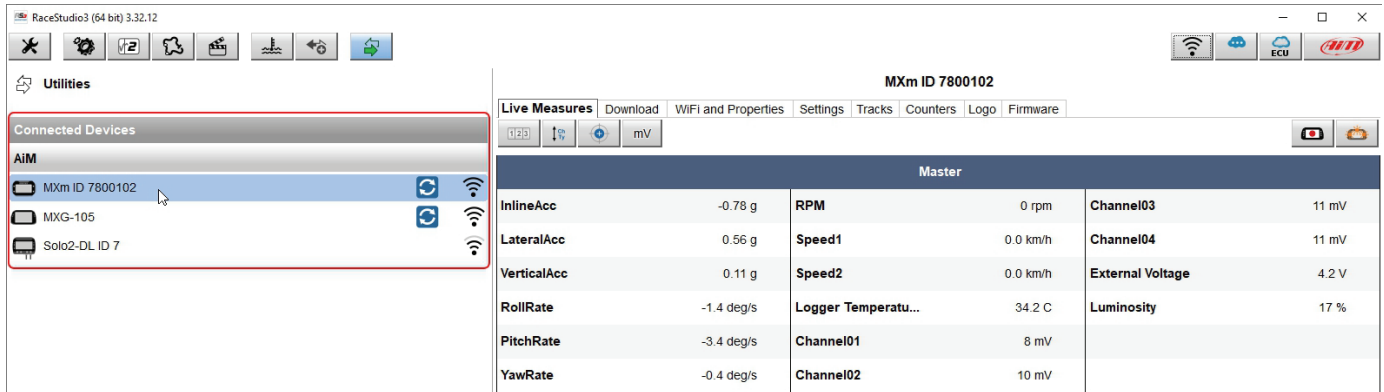 RaceStudio3 (64 bit) 3.32.12
ECU
AiM
Utilities
MXm ID 7800102
Live Measures Download WiFi and Properties Settings Tracks Counters Logo Firmware
Connected Devices
123 mV
AiM
Master
MXm ID 7800102
InlineAcc -0.78 g RPM 0 rpm Channel03 11 mV
MXG-105
LateralAcc 0.56 g Speed1 0.0 km/h Channel04 11 mV
Solo2-DL ID 7
VerticalAcc 0.11 g Speed2 0.0 km/h External Voltage 4.2 V
RollRate -1.4 deg/s Logger Temperatu... 34.2 C Luminosity 17 %
PitchRate -3.4 deg/s Channel01 8 mV
YawRate -0.4 deg/s Channel02 10 mV